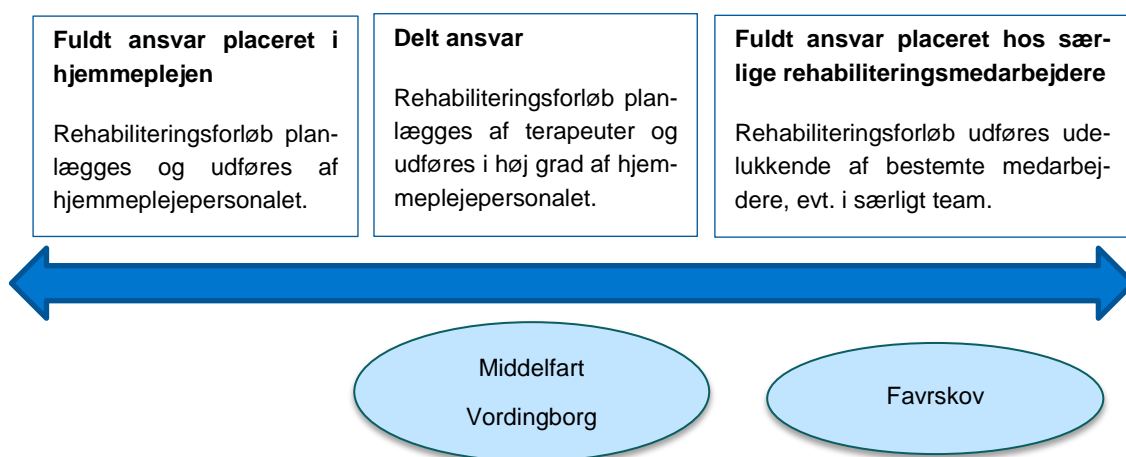 Fuldt ansvar placeret i
hjemmeplejen
Rehabiliteringsforløb plan-
lægges og udføres af
hjemmeplejepersonalet.
Delt ansvar
Rehabiliteringsforløb plan-
lægges af terapeuter og
udføres i høj grad af hjem-
meplejepersonalet.
Fuldt ansvar placeret hos sær-
lige rehabiliteringsmedarbejdere
Rehabiliteringsforløb udføres ude-
lukkende af bestemte medarbej-
dere, evt. i særligt team.
Middelfart
Vordingborg
Favrskov